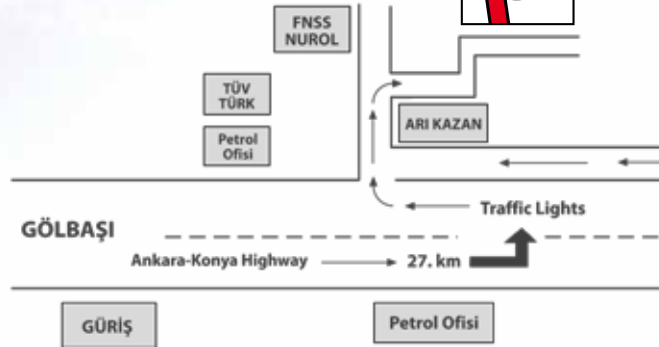 FNSS
NUROL
TÜV
TÜRK
Petrol
Ofisi
ARI KAZAN
Traffic Lights
GÖLBAŞI
Ankara-Konya Highway
27. km
GÜRİŞ
Petrol Ofisi